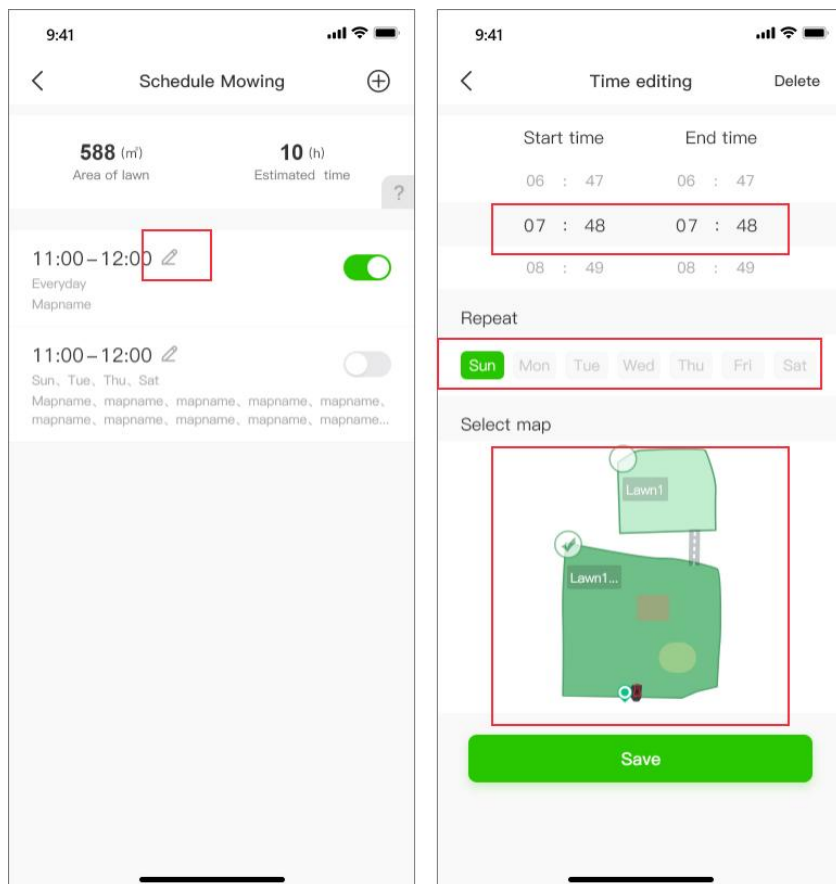 9:41
Schedule Mowing
588 (㎡)
10 (h)
Area of lawn
Estimated time
?
11:00–12:00
Everyday
Mapname
11:00–12:00
Sun、Tue、Thu、Sat
Mapname、mapname、mapname、mapname、mapname、
mapname、mapname、mapname、mapname、mapname...
9:41
Time editing
Delete
Start time
End time
06 : 47
06 : 47
07 : 48
07 : 48
08 : 49
08 : 49
Repeat
Sun Mon Tue Wed Thu Fri Sat
Select map
Lawn1
Lawn1...
Save